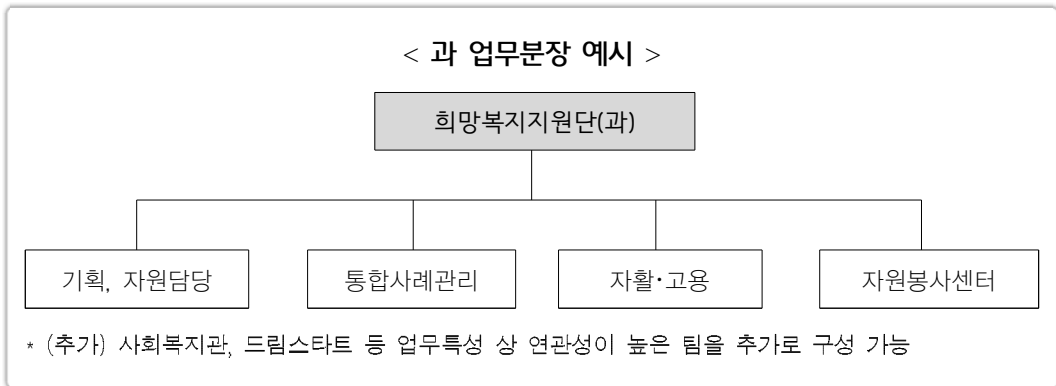 < 과 업무분장 예시 >
희망복지지원단(과)
기획, 자원담당
통합사례관리
자활·고용
자원봉사센터
* (추가) 사회복지관, 드림스타트 등 업무특성 상 연관성이 높은 팀을 추가로 구성 가능